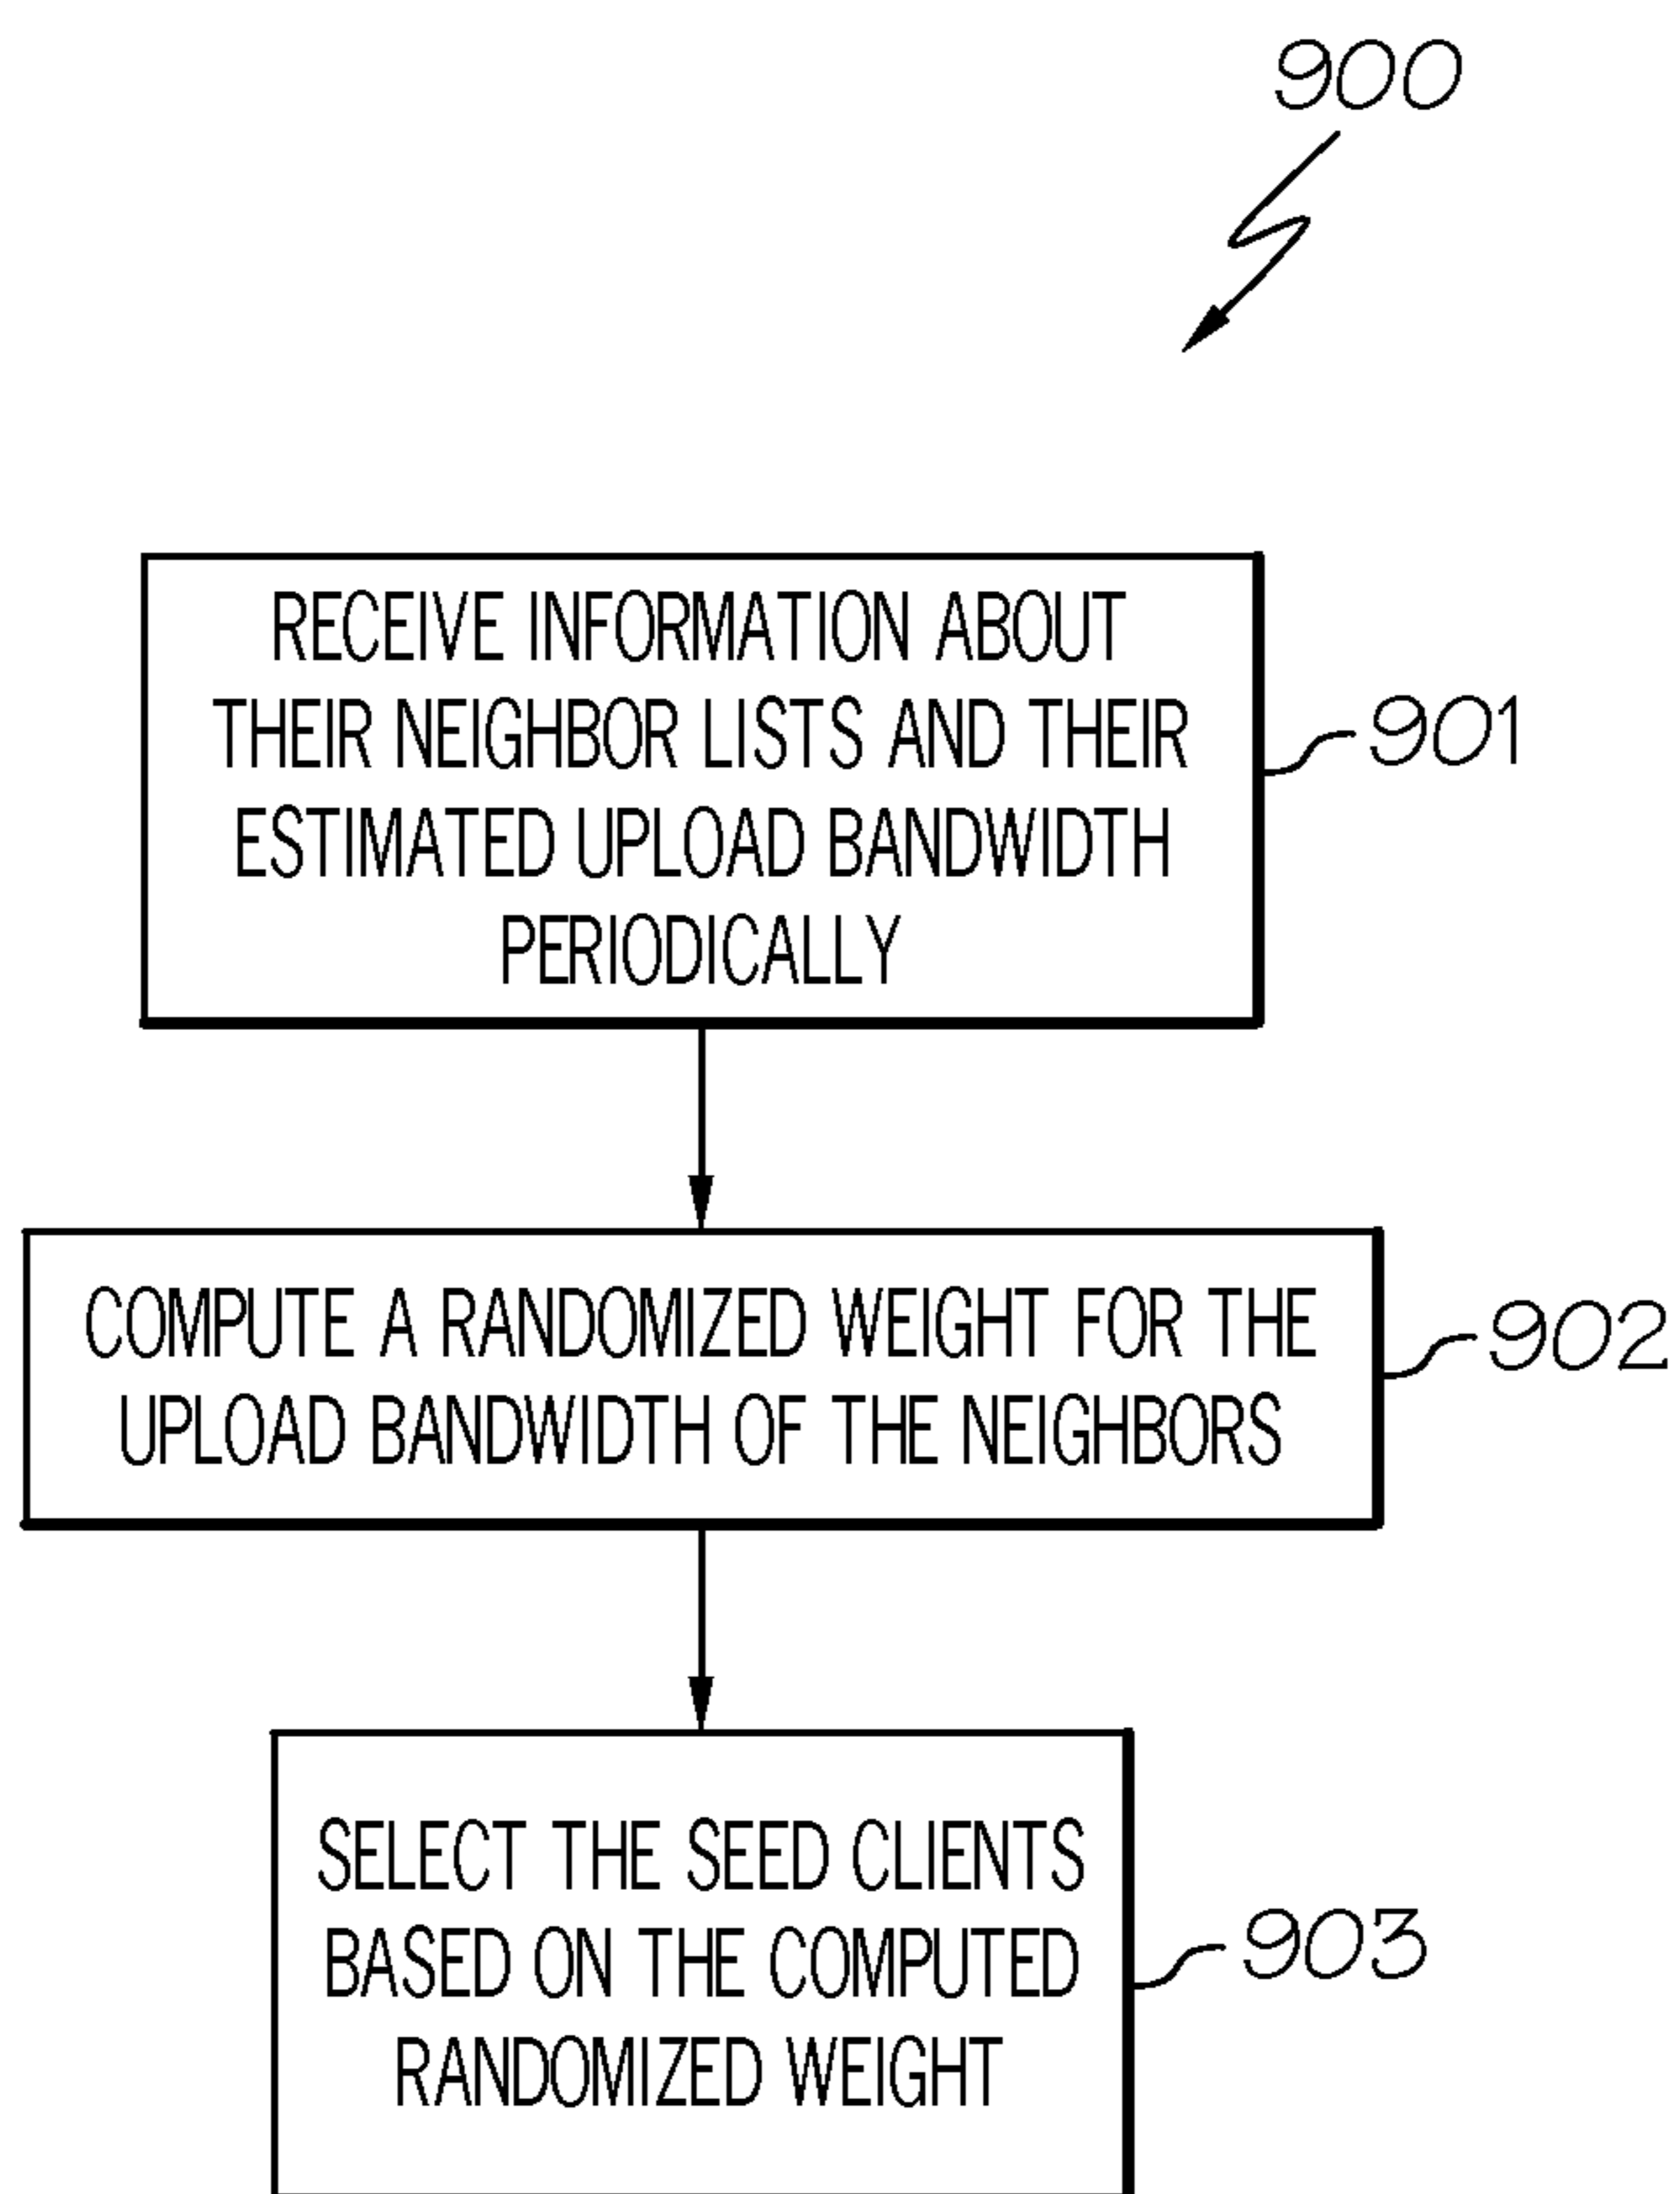 900
RECEIVE INFORMATION ABOUT
THEIR NEIGHBOR LISTS AND THEIR
ESTIMATED UPLOAD BANDWIDTH
PERIODICALLY
901
COMPUTE A RANDOMIZED WEIGHT FOR THE
UPLOAD BANDWIDTH OF THE NEIGHBORS
902
SELECT THE SEED CLIENTS
BASED ON THE COMPUTED
RANDOMIZED WEIGHT
903